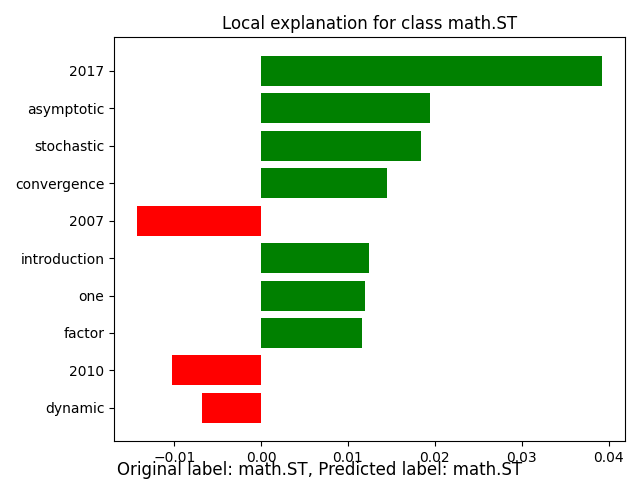 Local explanation for class math.ST
2017
asymptotic
stochastic
convergence
2007
introduction
one
factor
2010
dynamic
−0.01 0.00 0.01 0.02 0.03 0.04
Original label: math.ST, Predicted label: math.ST